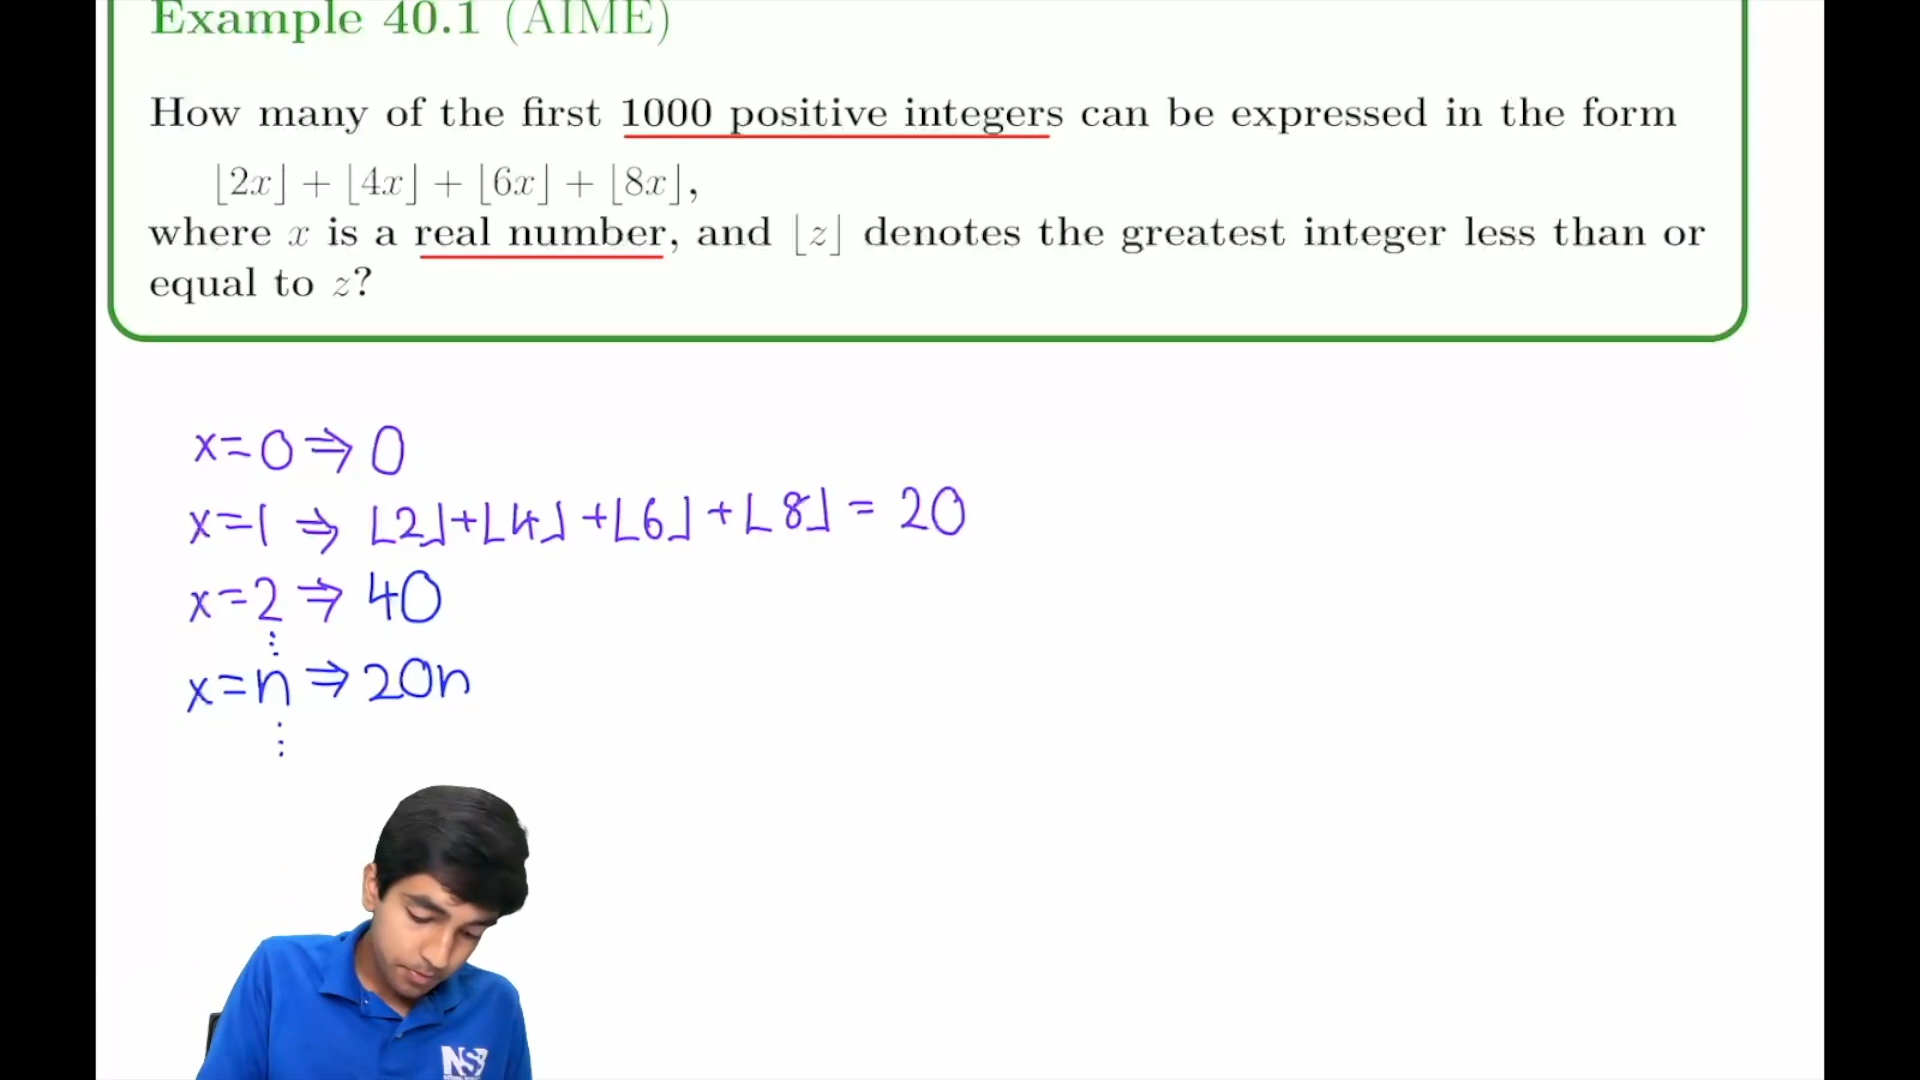 Example 40.1 (AIME)
How many of the first 1000 positive integers can be expressed in the form
⌊2x⌋ + ⌊4x⌋ + ⌊6x⌋ + ⌊8x⌋,
where x is a real number, and ⌊z⌋ denotes the greatest integer less than or
equal to z?
x=0 ⇒ 0
x=1 ⇒ ⌊2⌋+⌊4⌋+⌊6⌋+⌊8⌋ = 20
x=2 ⇒ 40
⋮
x=n ⇒ 20n
⋮